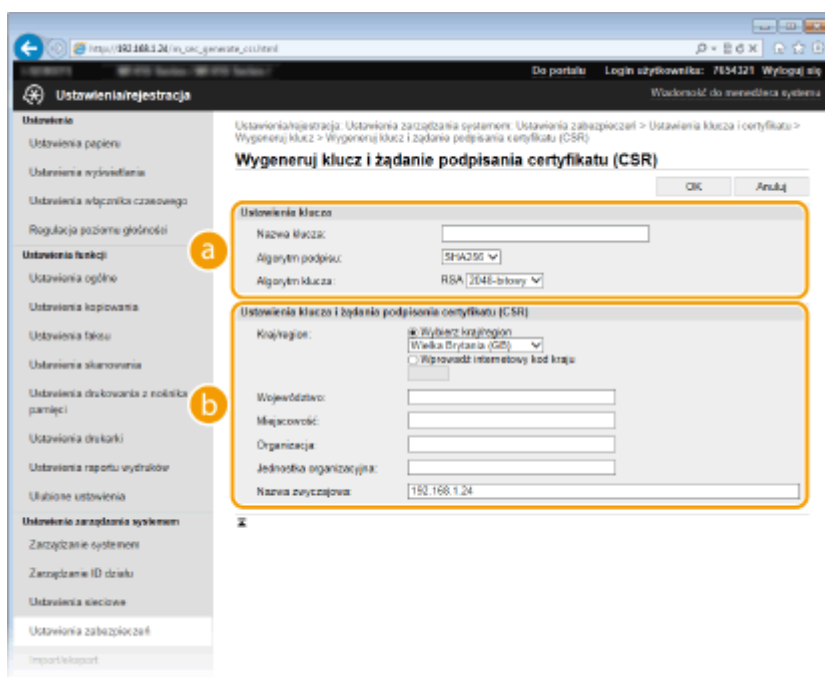 http://192.168.1.24/m_sec_generate_csr.html
Do portalu Login użytkownika: 7654321 Wyloguj się
Ustawienia/rejestracja
Wiadomość do menedżera systemu
Ustawienia
Ustawienia papieru
Ustawienia wyświetlania
Ustawienia włącznika czasowego
Regulacja poziomu głośności
Ustawienia funkcji
Ustawienia ogólne
Ustawienia kopiowania
Ustawienia faksu
Ustawienia skanowania
Ustawienia drukowania z nośnika
pamięci
Ustawienia drukarki
Ustawienia raportu wydruków
Ulubione ustawienia
Ustawienia zarządzania systemem
Zarządzanie systemem
Zarządzanie ID działu
Ustawienia sieciowe
Ustawienia zabezpieczeń
Import/eksport
Ustawienia/rejestracja: Ustawienia zarządzania systemem: Ustawienia zabezpieczeń > Ustawienia klucza i certyfikatu >
Wygeneruj klucz > Wygeneruj klucz i żądanie podpisania certyfikatu (CSR)
Wygeneruj klucz i żądanie podpisania certyfikatu (CSR)
OK Anuluj
a
Ustawienia klucza
Nazwa klucza:
Algorytm podpisu: SHA256
Algorytm klucza: RSA 2048-bitowy
b
Ustawienia klucza i żądania podpisania certyfikatu (CSR)
Kraj/region: Wybierz kraj/region
Wielka Brytania (GB)
Wprowadź internetowy kod kraju
Województwo:
Miejscowość:
Organizacja:
Jednostka organizacyjna:
Nazwa zwyczajowa: 192.168.1.24